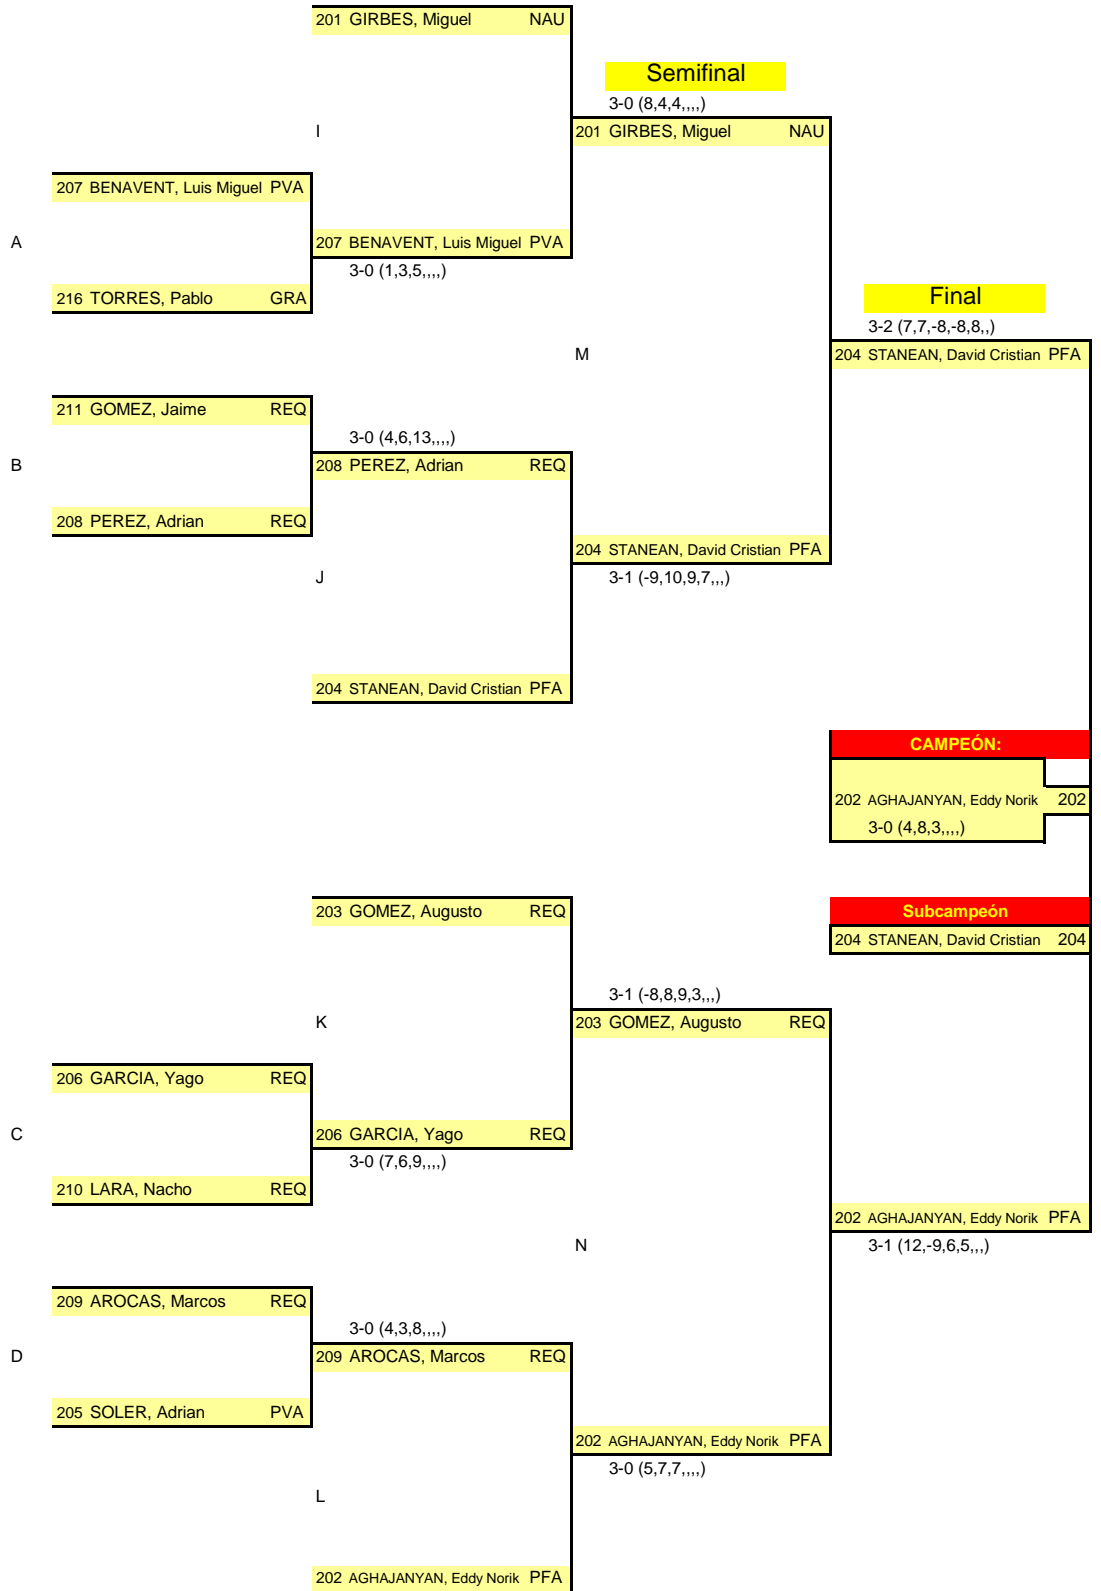 201 GIRBES, Miguel NAU
Semifinal
3-0 (8,4,4,,,,)
I
201 GIRBES, Miguel NAU
207 BENAVENT, Luis Miguel PVA
A
207 BENAVENT, Luis Miguel PVA
3-0 (1,3,5,,,,)
216 TORRES, Pablo GRA
Final
3-2 (7,7,-8,-8,8,,)
M
204 STANEAN, David Cristian PFA
211 GOMEZ, Jaime REQ
3-0 (4,6,13,,,,)
B
208 PEREZ, Adrian REQ
208 PEREZ, Adrian REQ
204 STANEAN, David Cristian PFA
J
3-1 (-9,10,9,7,,,)
204 STANEAN, David Cristian PFA
CAMPEÓN:
202 AGHAJANYAN, Eddy Norik 202
3-0 (4,8,3,,,,)
203 GOMEZ, Augusto REQ
Subcampeón
204 STANEAN, David Cristian 204
3-1 (-8,8,9,3,,,)
K
203 GOMEZ, Augusto REQ
206 GARCIA, Yago REQ
C
206 GARCIA, Yago REQ
3-0 (7,6,9,,,,)
210 LARA, Nacho REQ
202 AGHAJANYAN, Eddy Norik PFA
N
3-1 (12,-9,6,5,,,)
209 AROCAS, Marcos REQ
3-0 (4,3,8,,,,)
D
209 AROCAS, Marcos REQ
205 SOLER, Adrian PVA
202 AGHAJANYAN, Eddy Norik PFA
3-0 (5,7,7,,,,)
L
202 AGHAJANYAN, Eddy Norik PFA